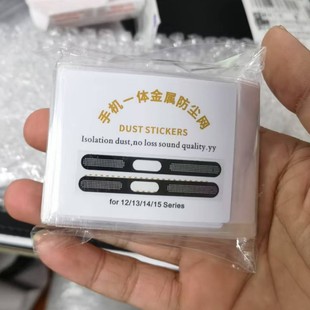 手机一体金属防尘网
DUST STICKERS
Isolation dust,no loss sound quality.yy
for 12/13/14/15 Series